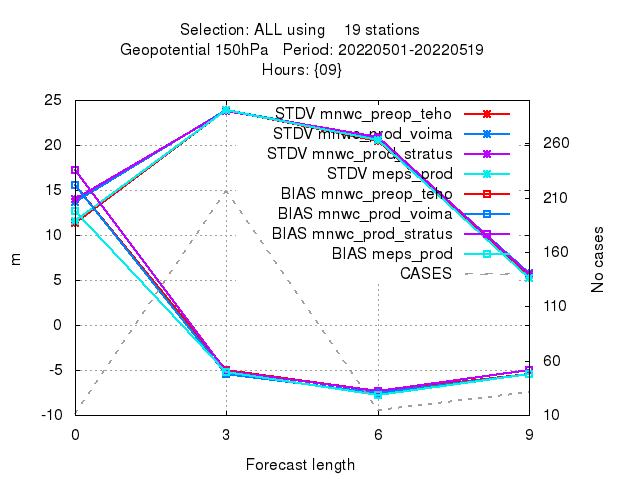 Selection: ALL using 19 stations
Geopotential 150hPa Period: 20220501-20220519
Hours: {09}
25
20
15
10
5
0
-5
-10
m
STDV mnwc_preop_teho
STDV mnwc_prod_voima
STDV mnwc_prod_stratus
STDV meps_prod
BIAS mnwc_preop_teho
BIAS mnwc_prod_voima
BIAS mnwc_prod_stratus
BIAS meps_prod
CASES
260
210
160
110
60
10
No cases
0 3 6 9
Forecast length